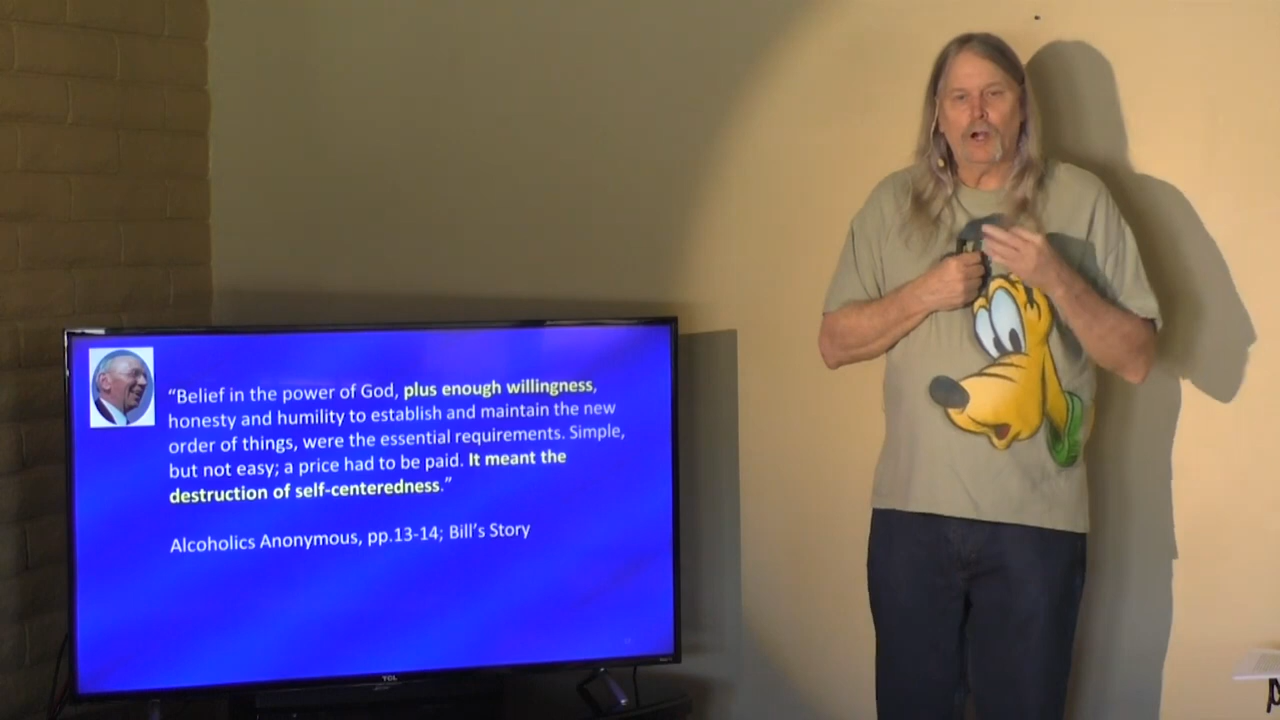 “Belief in the power of God, plus enough willingness,
honesty and humility to establish and maintain the new
order of things, were the essential requirements. Simple,
but not easy; a price had to be paid. It meant the
destruction of self-centeredness.”
Alcoholics Anonymous, pp.13-14; Bill’s Story
TCL